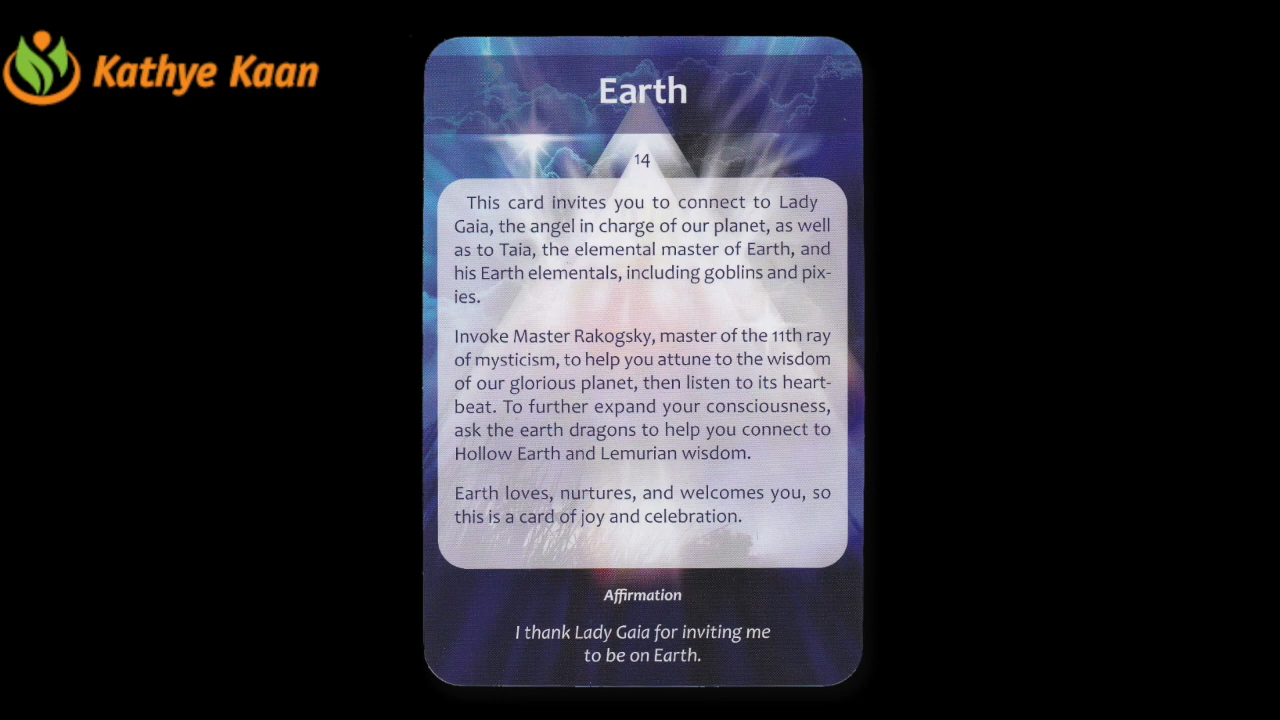 Kathye Kaan
Earth
14
This card invites you to connect to Lady
Gaia, the angel in charge of our planet, as well
as to Taia, the elemental master of Earth, and
his Earth elementals, including goblins and pix-
ies.
Invoke Master Rakogsky, master of the 11th ray
of mysticism, to help you attune to the wisdom
of our glorious planet, then listen to its heart-
beat. To further expand your consciousness,
ask the earth dragons to help you connect to
Hollow Earth and Lemurian wisdom.
Earth loves, nurtures, and welcomes you, so
this is a card of joy and celebration.
Affirmation
I thank Lady Gaia for inviting me
to be on Earth.